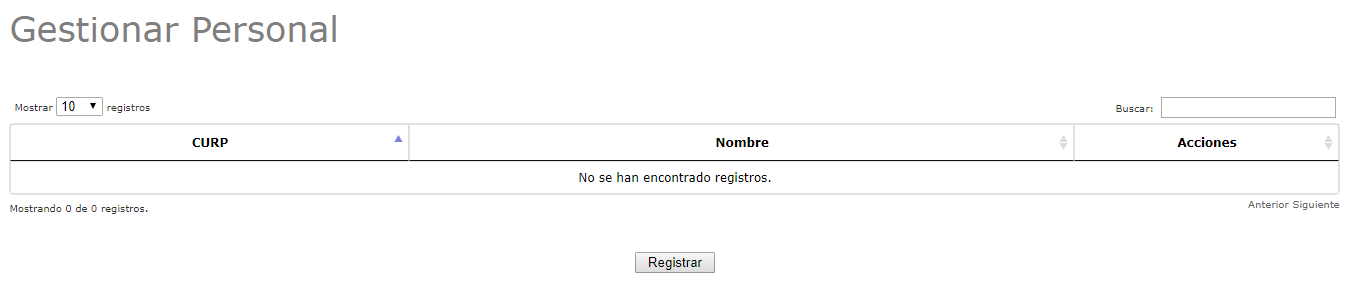 Gestionar Personal
Mostrar 10 registros Buscar:
CURP Nombre Acciones
No se han encontrado registros.
Mostrando 0 de 0 registros. Anterior Siguiente
Registrar